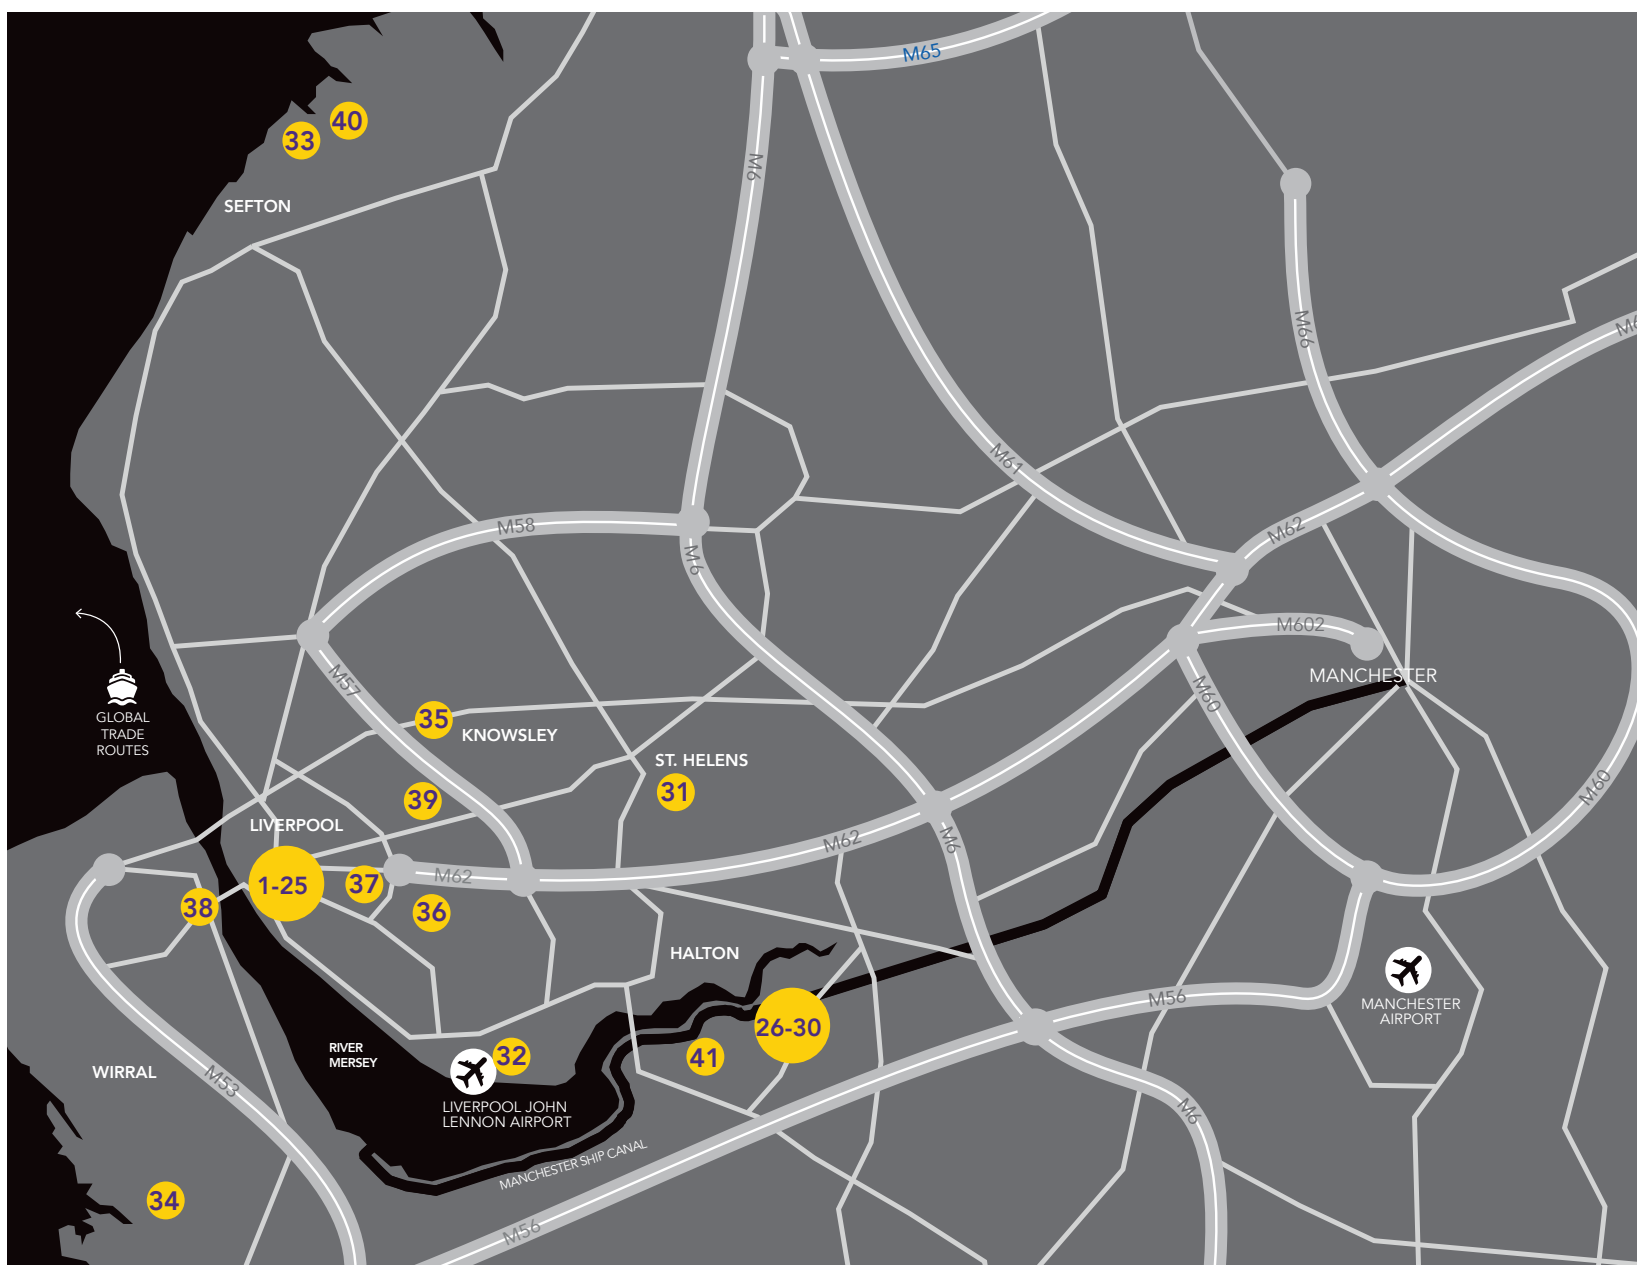 M65
40
33
M6
SEFTON
M66
M61
M58
M62
M6
M602
MANCHESTER
M57
M60
GLOBAL
TRADE
ROUTES
35
KNOWSLEY
ST. HELENS
31
39
M60
LIVERPOOL
M62
M6
M62
1-25
37
38
36
HALTON
MANCHESTER
AIRPORT
M56
26-30
RIVER
MERSEY
32
41
WIRRAL
M53
LIVERPOOL JOHN
LENNON AIRPORT
M6
MANCHESTER SHIP CANAL
34
M56